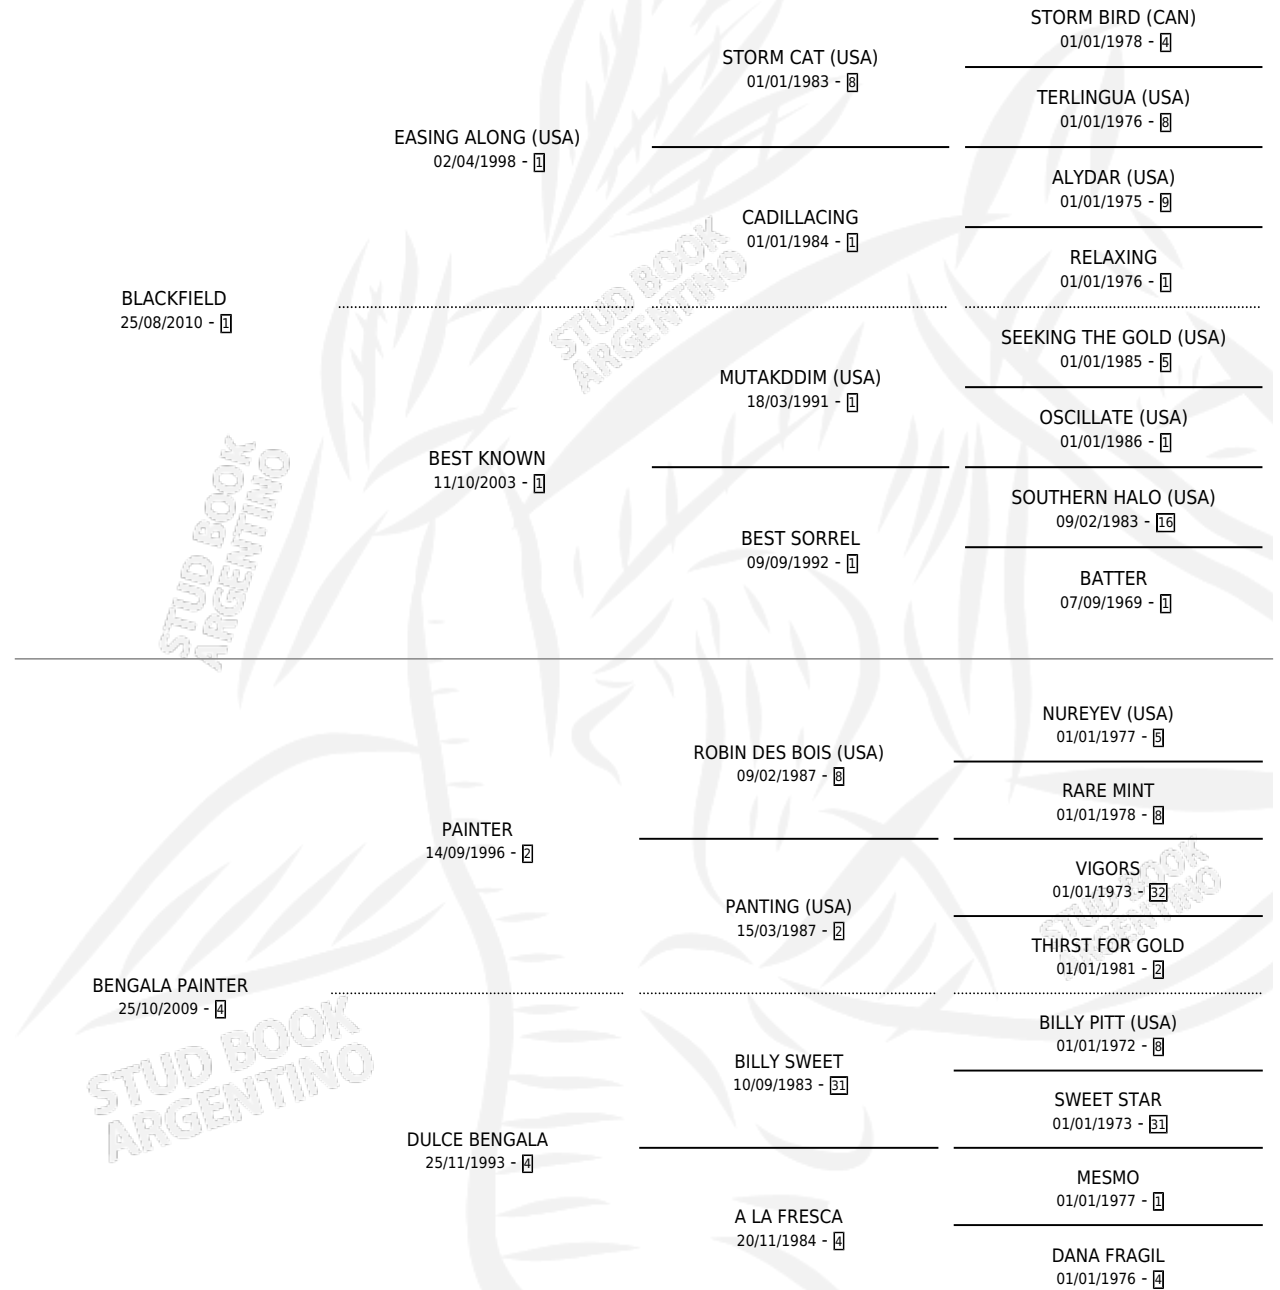 STORM BIRD (CAN)
01/01/1978 - 4
STORM CAT (USA)
01/01/1983 - 8
TERLINGUA (USA)
01/01/1976 - 8
EASING ALONG (USA)
02/04/1998 - 1
ALYDAR (USA)
01/01/1975 - 9
CADILLACING
01/01/1984 - 1
RELAXING
01/01/1976 - 1
BLACKFIELD
25/08/2010 - 1
SEEKING THE GOLD (USA)
01/01/1985 - 5
MUTAKDDIM (USA)
18/03/1991 - 1
OSCILLATE (USA)
01/01/1986 - 1
BEST KNOWN
11/10/2003 - 1
SOUTHERN HALO (USA)
09/02/1983 - 16
BEST SORREL
09/09/1992 - 1
BATTER
07/09/1969 - 1
STUD BOOK
ARGENTINO
STUD BOOK
ARGENTINO
NUREYEV (USA)
01/01/1977 - 5
ROBIN DES BOIS (USA)
09/02/1987 - 8
RARE MINT
01/01/1978 - 8
PAINTER
14/09/1996 - 2
VIGORS
01/01/1973 - 32
PANTING (USA)
15/03/1987 - 2
THIRST FOR GOLD
01/01/1981 - 2
BENGALA PAINTER
25/10/2009 - 4
BILLY PITT (USA)
01/01/1972 - 8
BILLY SWEET
10/09/1983 - 31
SWEET STAR
01/01/1973 - 31
DULCE BENGALA
25/11/1993 - 4
MESMO
01/01/1977 - 1
A LA FRESCA
20/11/1984 - 4
DANA FRAGIL
01/01/1976 - 4
STUD BOOK
ARGENTINO
STUD BOOK
ARGENTINO